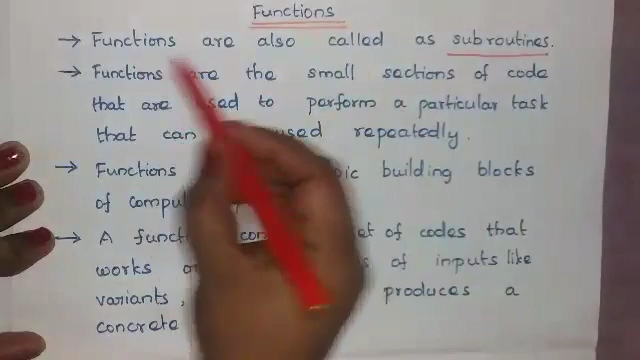 Functions
→ Functions are also called as subroutines.
→ Functions are the small sections of code
that are used to perform a particular task
that can used repeatedly.
→ Functions building blocks
of
→ A of codes that
works of inputs like
variants, produces a
concrete